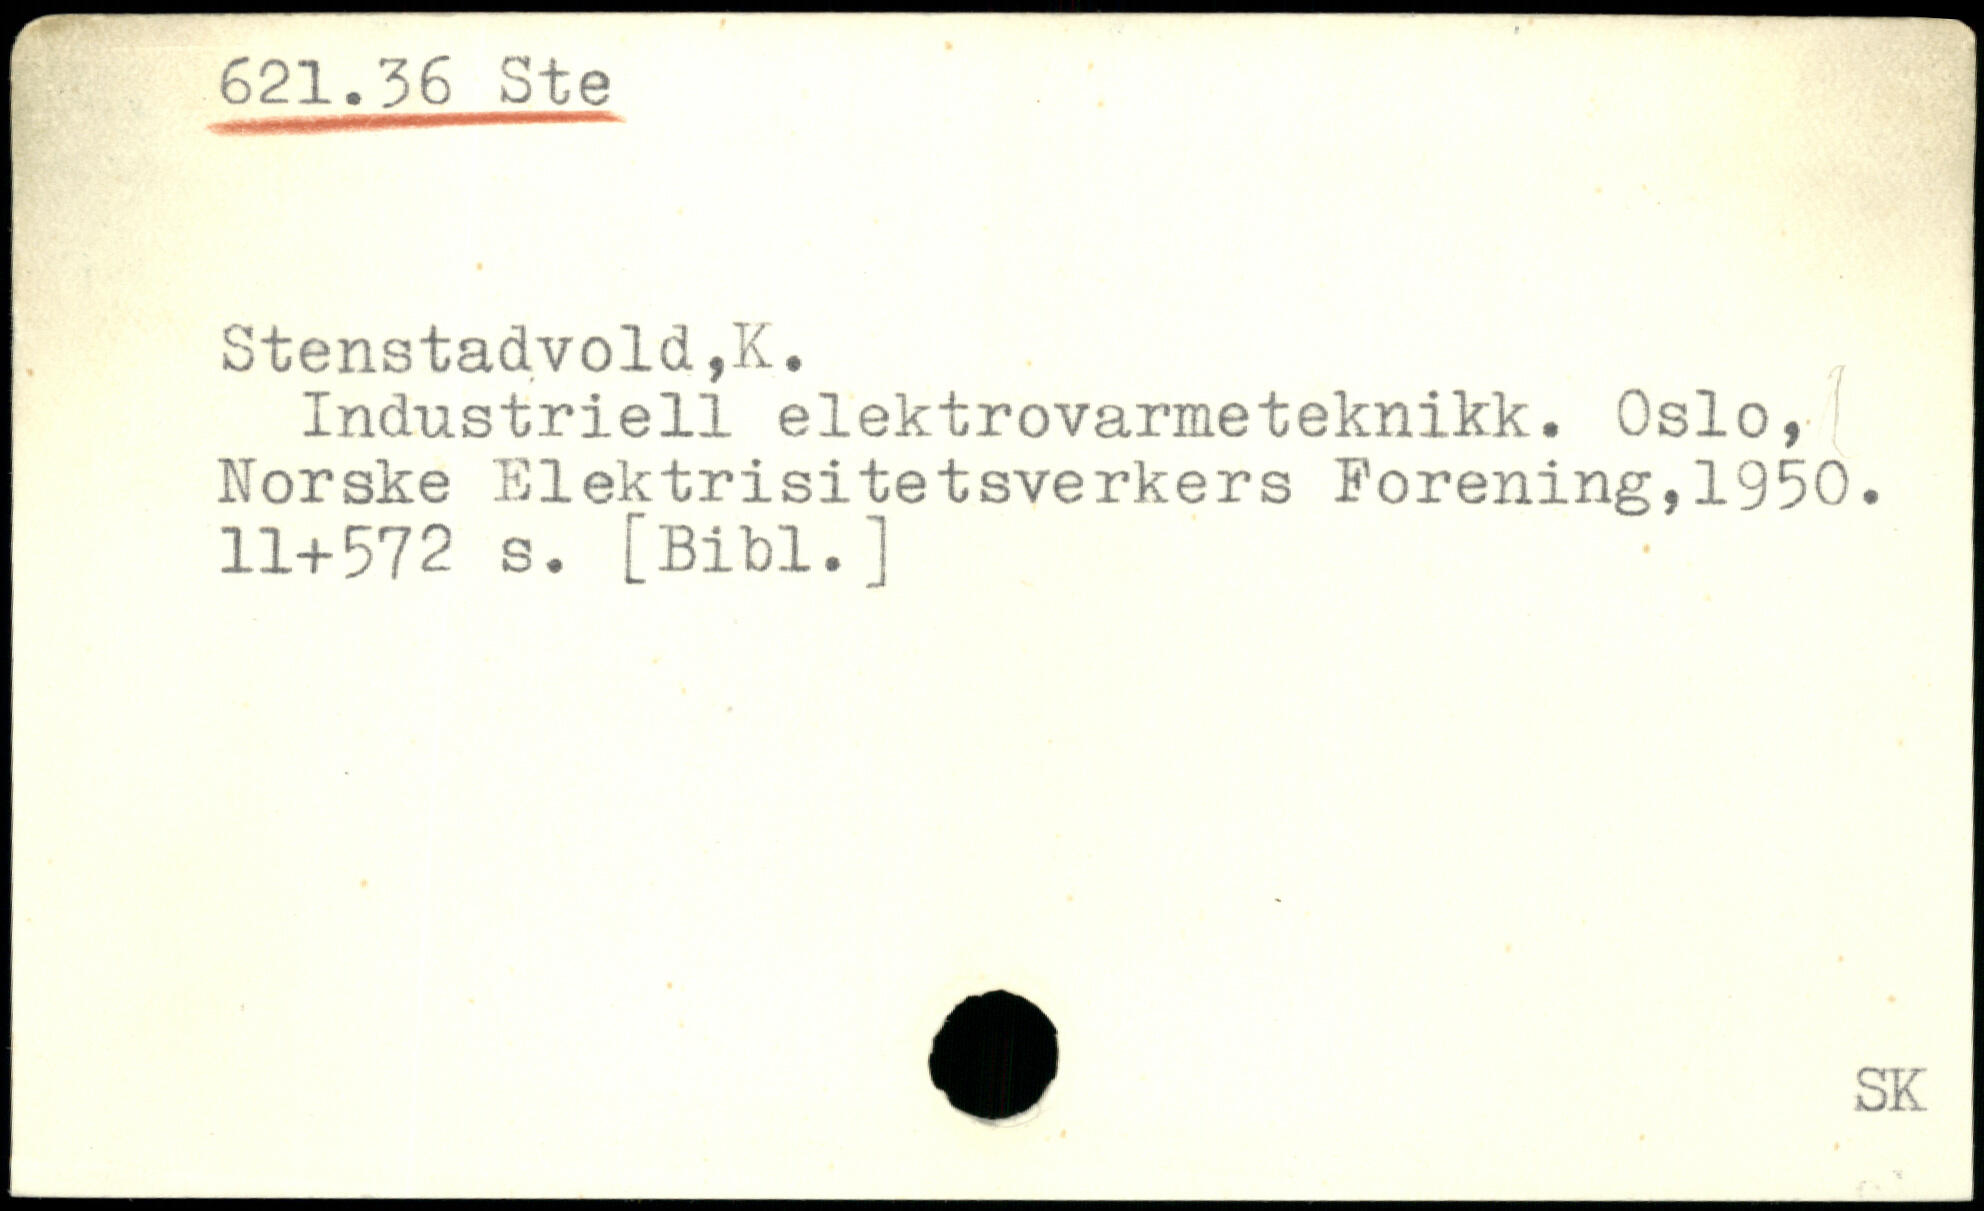 621.36 Ste
Stenstadvold,K.
Industriell elektrovarmeteknikk. Oslo,
Norske Elektrisitetsverkers Forening,1950.
11+572 s. [Bibl.]
SK